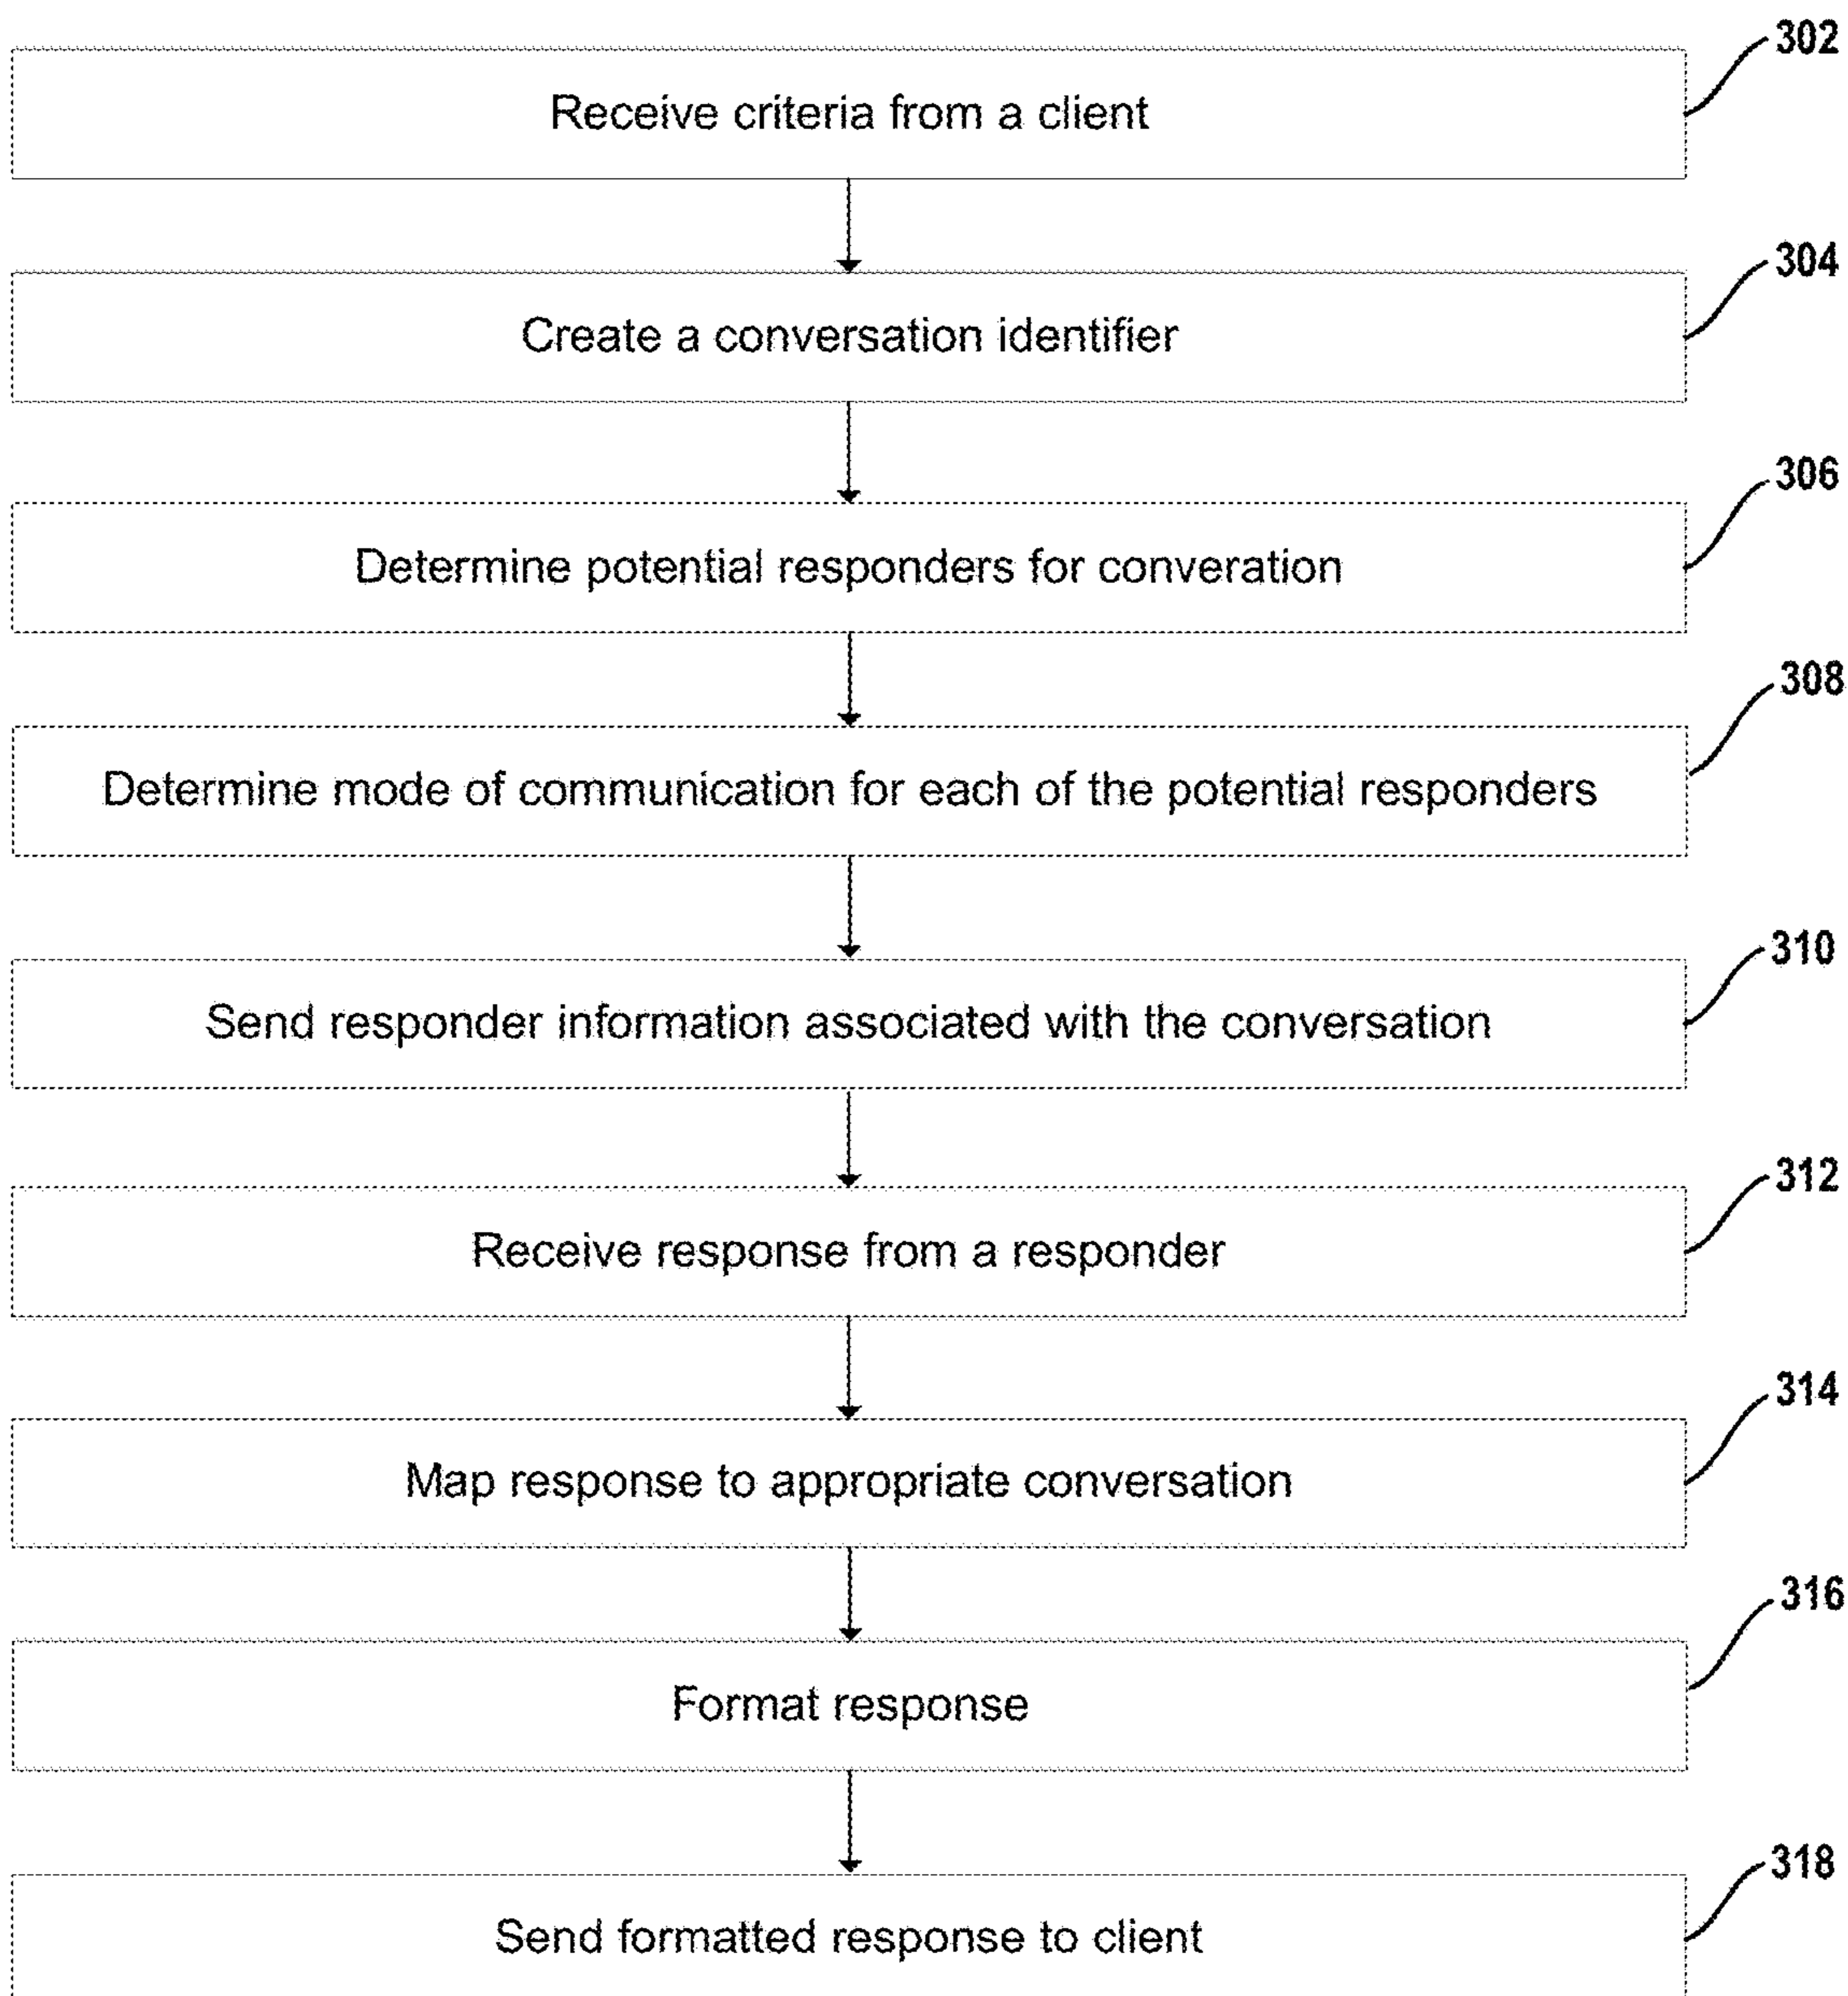 302
Receive criteria from a client
304
Create a conversation identifier
306
Determine potential responders for converation
308
Determine mode of communication for each of the potential responders
310
Send responder information associated with the conversation
312
Receive response from a responder
314
Map response to appropriate conversation
316
Format response
318
Send formatted response to client